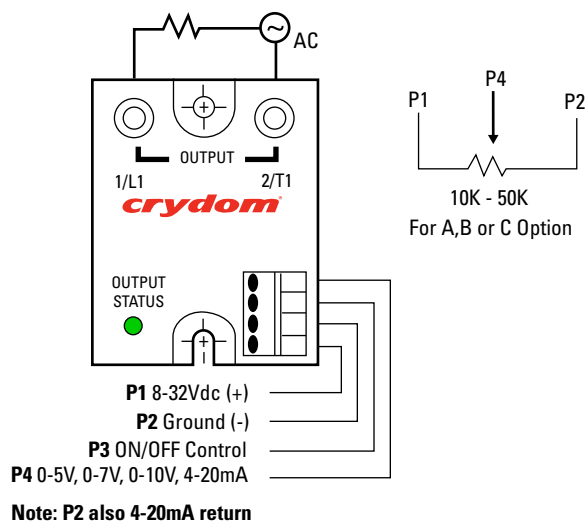 AC
OUTPUT
1/L1 2/T1
crydom
OUTPUT
STATUS
P1 8-32Vdc (+)
P2 Ground (-)
P3 ON/OFF Control
P4 0-5V, 0-7V, 0-10V, 4-20mA
Note: P2 also 4-20mA return
P1 P4 P2
10K - 50K
For A,B or C Option